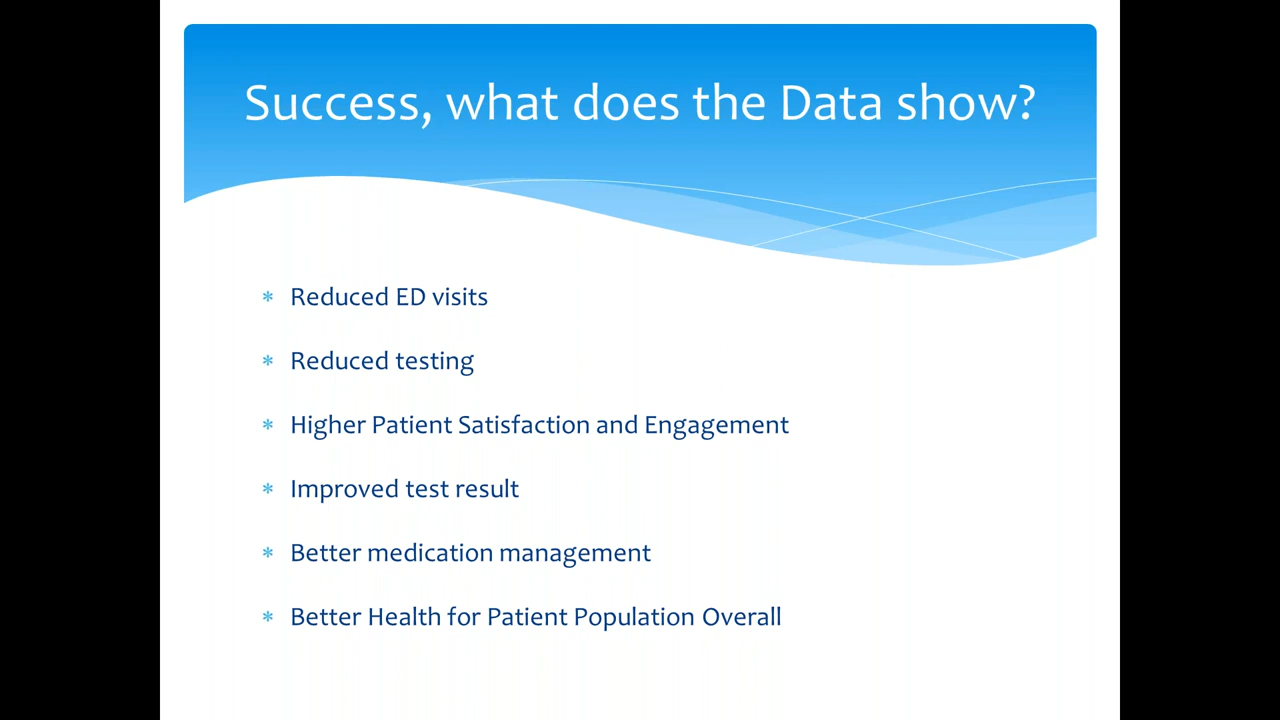 Success, what does the Data show?
* Reduced ED visits
* Reduced testing
* Higher Patient Satisfaction and Engagement
* Improved test result
* Better medication management
* Better Health for Patient Population Overall